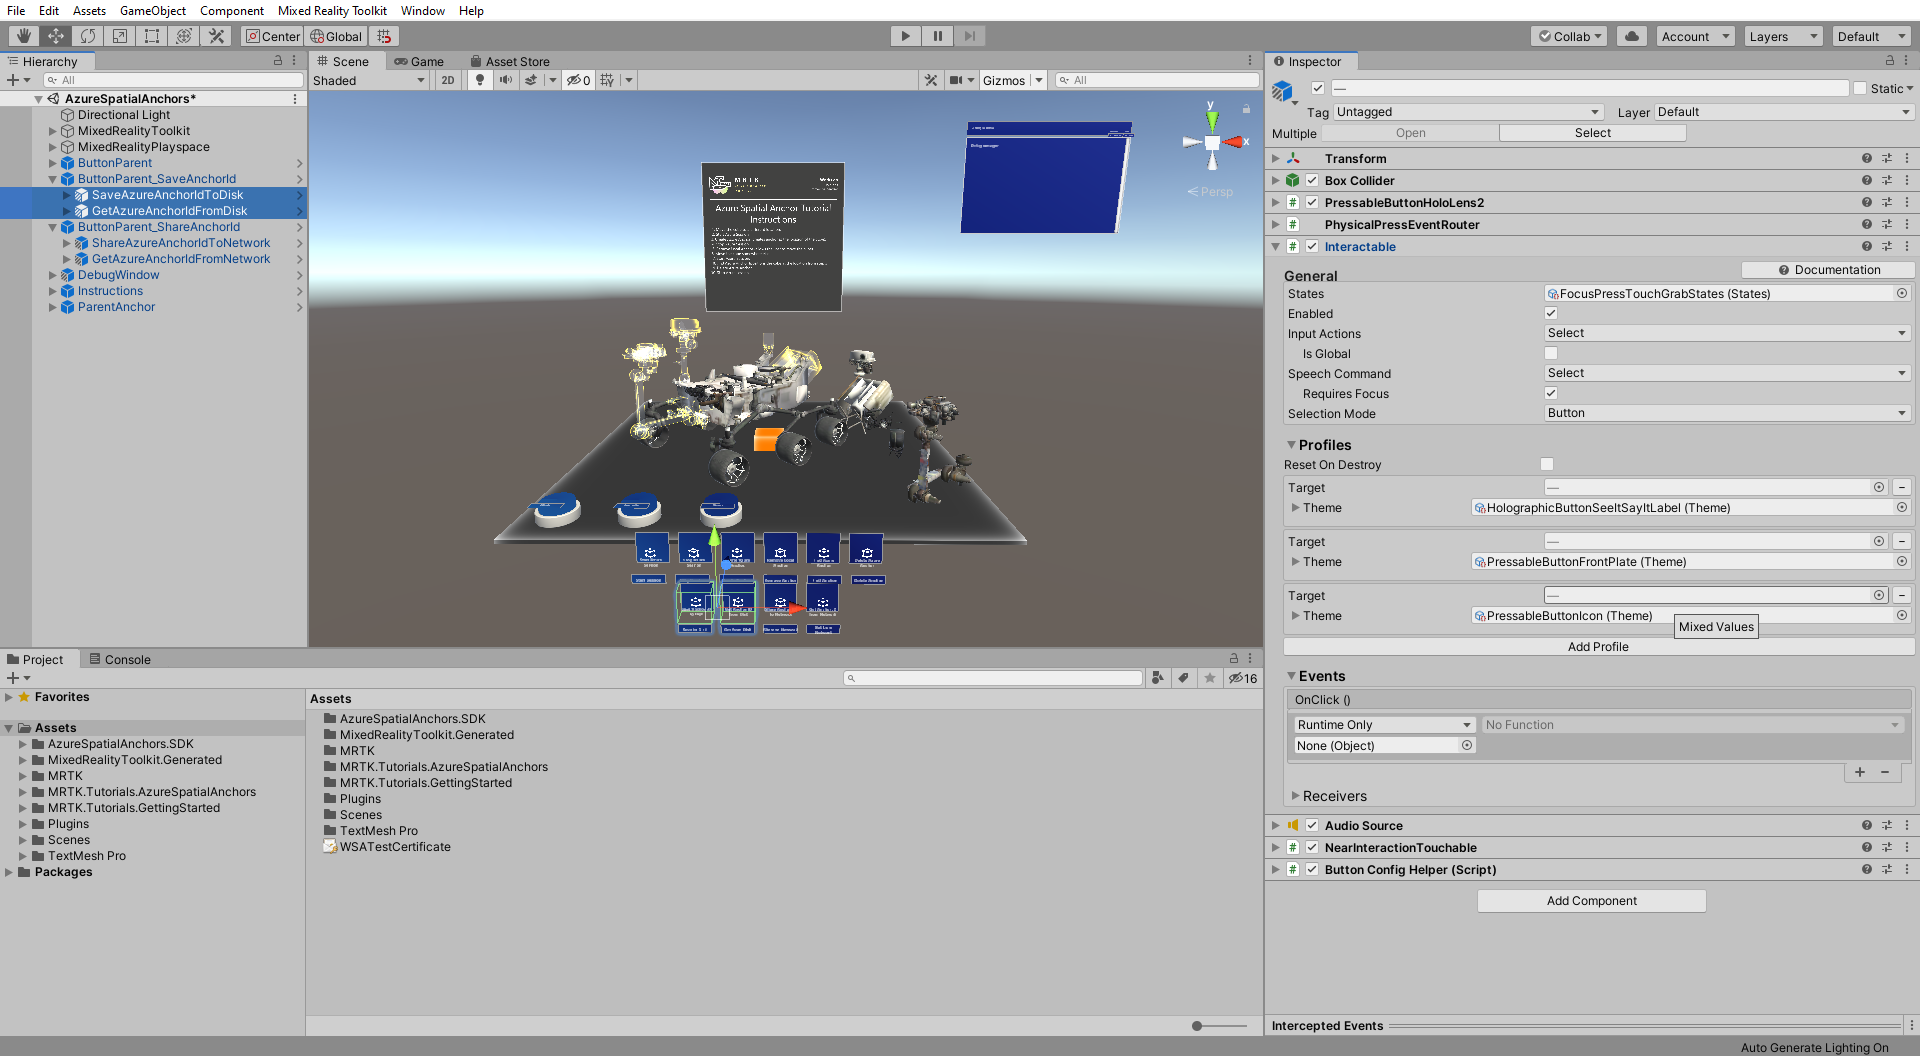 File Edit Assets GameObject Component Mixed Reality Toolkit Window Help
Center Global
Collab Account Layers Default
Hierarchy
All
AzureSpatialAnchors*
Directional Light
MixedRealityToolkit
MixedRealityPlayspace
ButtonParent
ButtonParent_SaveAnchorId
SaveAzureAnchorIdToDisk
GetAzureAnchorIdFromDisk
ButtonParent_ShareAnchorId
ShareAzureAnchorIdToNetwork
GetAzureAnchorIdFromNetwork
DebugWindow
Instructions
ParentAnchor
Scene Game Asset Store
Shaded 2D 0 Gizmos All
y
x
Persp
MRTK
Azure Spatial Anchor Tutorial
Instructions
Project Console
16
Favorites
Assets
AzureSpatialAnchors.SDK
MixedRealityToolkit.Generated
MRTK
MRTK.Tutorials.AzureSpatialAnchors
MRTK.Tutorials.GettingStarted
Plugins
Scenes
TextMesh Pro
Packages
Assets
AzureSpatialAnchors.SDK
MixedRealityToolkit.Generated
MRTK
MRTK.Tutorials.AzureSpatialAnchors
MRTK.Tutorials.GettingStarted
Plugins
Scenes
TextMesh Pro
WSATestCertificate
Inspector
— Static
Tag Untagged Layer Default
Multiple Open Select
Transform
Box Collider
PressableButtonHoloLens2
PhysicalPressEventRouter
Interactable
Documentation
General
States FocusPressTouchGrabStates (States)
Enabled
Input Actions Select
Is Global
Speech Command Select
Requires Focus
Selection Mode Button
Profiles
Reset On Destroy
Target —
Theme HolographicButtonSeeItSayItLabel (Theme)
Target —
Theme PressableButtonFrontPlate (Theme)
Target —
Theme PressableButtonIcon (Theme)
Mixed Values
Add Profile
Events
OnClick ()
Runtime Only No Function
None (Object)
Receivers
Audio Source
NearInteractionTouchable
Button Config Helper (Script)
Add Component
Intercepted Events
Auto Generate Lighting On